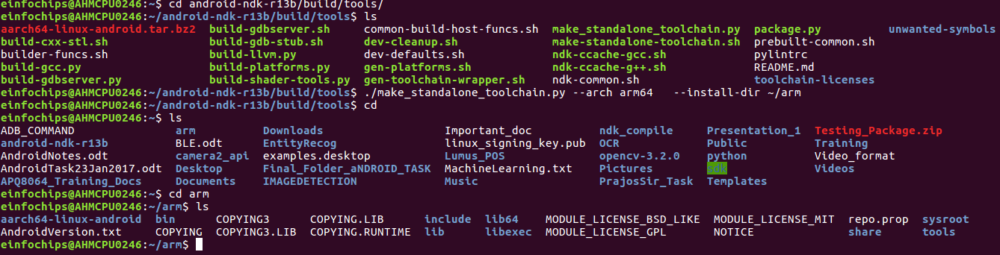 einfochips@AHMCPU0246:~$ cd android-ndk-r13b/build/tools/
einfochips@AHMCPU0246:~/android-ndk-r13b/build/tools$ ls
aarch64-linux-android.tar.bz2 build-gdbserver.sh common-build-host-funcs.sh make_standalone_toolchain.py package.py unwanted-symbols
build-cxx-stl.sh build-gdb-stub.sh dev-cleanup.sh make-standalone-toolchain.sh prebuilt-common.sh
builder-funcs.sh build-llvm.py dev-defaults.sh ndk-ccache-gcc.sh pylintrc
build-gcc.py build-platforms.py gen-platforms.sh ndk-ccache-g++.sh README.md
build-gdbserver.py build-shader-tools.py gen-toolchain-wrapper.sh ndk-common.sh toolchain-licenses
einfochips@AHMCPU0246:~/android-ndk-r13b/build/tools$ ./make_standalone_toolchain.py --arch arm64 --install-dir ~/arm
einfochips@AHMCPU0246:~/android-ndk-r13b/build/tools$ cd
einfochips@AHMCPU0246:~$ ls
ADB_COMMAND arm Downloads Important_doc ndk_compile Presentation_1 Testing_Package.zip
android-ndk-r13b BLE.odt EntityRecog linux_signing_key.pub OCR Public Training
AndroidNotes.odt camera2_api examples.desktop Lumus_POS opencv-3.2.0 python Video_format
AndroidTask23Jan2017.odt Desktop Final_Folder_aNDROID_TASK MachineLearning.txt Pictures sdk Videos
APQ8064_Training_Docs Documents IMAGEDETECTION Music PrajosSir_Task Templates
einfochips@AHMCPU0246:~$ cd arm
einfochips@AHMCPU0246:~/arm$ ls
aarch64-linux-android bin COPYING3 COPYING.LIB include lib64 MODULE_LICENSE_BSD_LIKE MODULE_LICENSE_MIT repo.prop sysroot
AndroidVersion.txt COPYING COPYING3.LIB COPYING.RUNTIME lib libexec MODULE_LICENSE_GPL NOTICE share tools
einfochips@AHMCPU0246:~/arm$